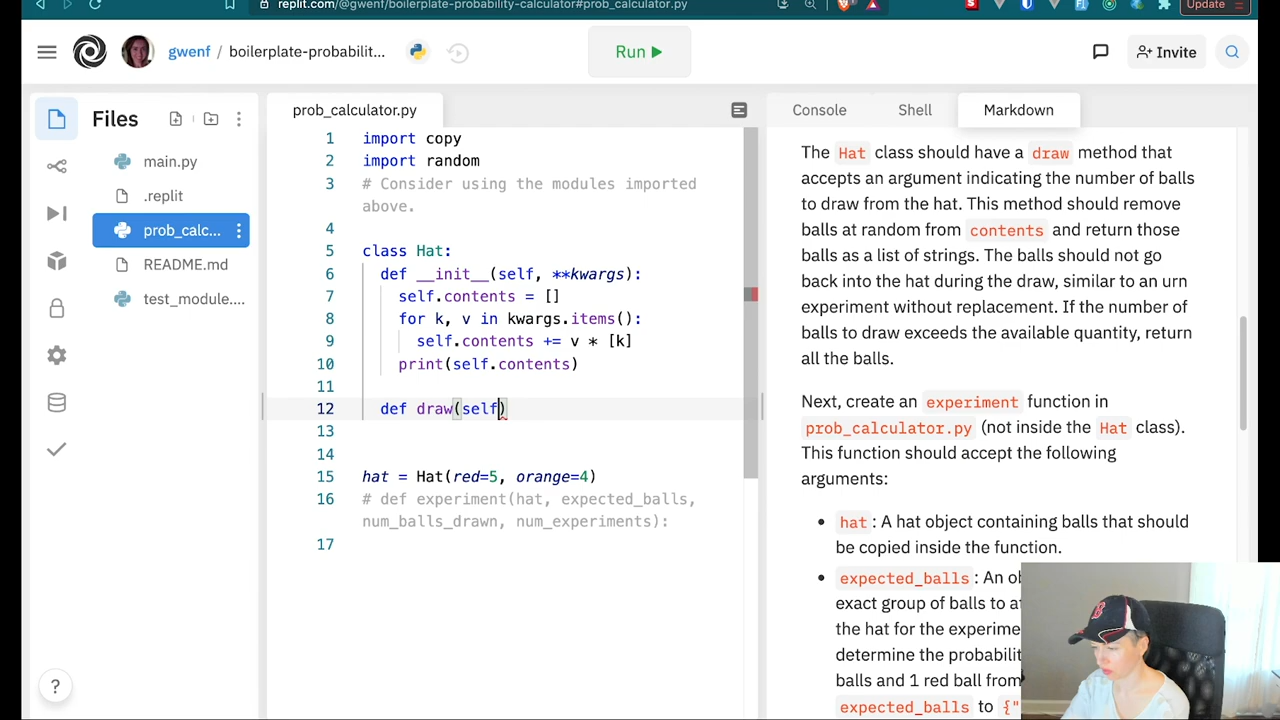 replit.com/@gwenf/boilerplate-probability-calculator#prob_calculator.py
Update
gwenf / boilerplate-probabilit...
Run
Invite
Files
main.py
.replit
prob_calc...
README.md
test_module....
prob_calculator.py
1 import copy
2 import random
3 # Consider using the modules imported
above.
4
5 class Hat:
6 def __init__(self, **kwargs):
7 self.contents = []
8 for k, v in kwargs.items():
9 self.contents += v * [k]
10 print(self.contents)
11
12 def draw(self)
13
14
15 hat = Hat(red=5, orange=4)
16 # def experiment(hat, expected_balls,
num_balls_drawn, num_experiments):
17
Console Shell Markdown
The Hat class should have a draw method that
accepts an argument indicating the number of balls
to draw from the hat. This method should remove
balls at random from contents and return those
balls as a list of strings. The balls should not go
back into the hat during the draw, similar to an urn
experiment without replacement. If the number of
balls to draw exceeds the available quantity, return
all the balls.
Next, create an experiment function in
prob_calculator.py (not inside the Hat class).
This function should accept the following
arguments:
• hat: A hat object containing balls that should
be copied inside the function.
• expected_balls: An ob
exact group of balls to at
the hat for the experime
determine the probabilit
balls and 1 red ball from
expected_balls to {"
?